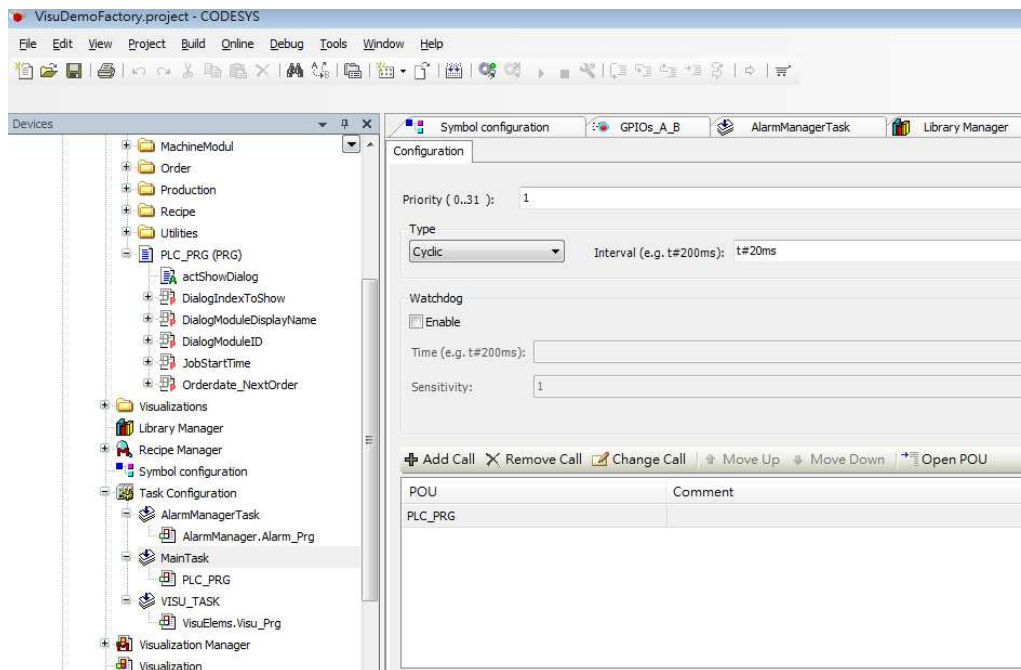 VisuDemoFactory.project - CODESYS
File Edit View Project Build Online Debug Tools Window Help
Devices
MachineModul
Order
Production
Recipe
Utilities
PLC_PRG (PRG)
actShowDialog
DialogIndexToShow
DialogModuleDisplayName
DialogModuleID
JobStartTime
Orderdate_NextOrder
Visualizations
Library Manager
Recipe Manager
Symbol configuration
Task Configuration
AlarmManagerTask
AlarmManager.Alarm_Prg
MainTask
PLC_PRG
VISU_TASK
VisuElems.Visu_Prg
Visualization Manager
Visualization
Symbol configuration GPIOs_A_B AlarmManagerTask Library Manager
Configuration
Priority ( 0..31 ): 1
Type
Cyclic Interval (e.g. t#200ms): t#20ms
Watchdog
Enable
Time (e.g. t#200ms):
Sensitivity: 1
Add Call Remove Call Change Call Move Up Move Down Open POU
POU Comment
PLC_PRG